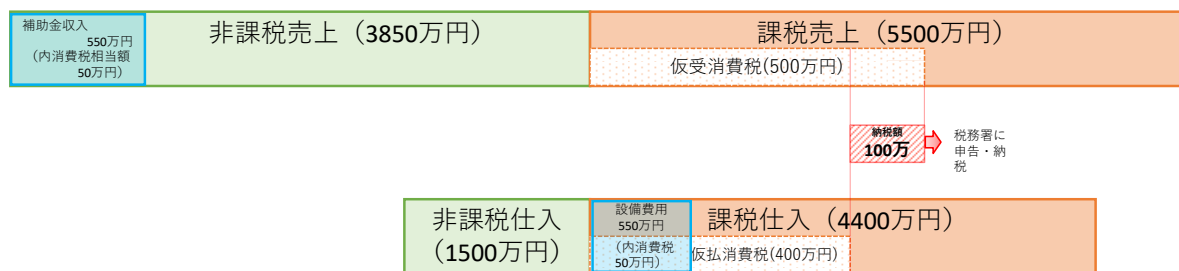 補助金収入
550万円
（内消費税相当額
50万円）
非課税売上（3850万円）
課税売上（5500万円）
仮受消費税(500万円)
納税額
100万
税務署に
申告・納
税
非課税仕入
（1500万円）
設備費用
550万円
（内消費税
50万円）
課税仕入（4400万円）
仮払消費税(400万円)